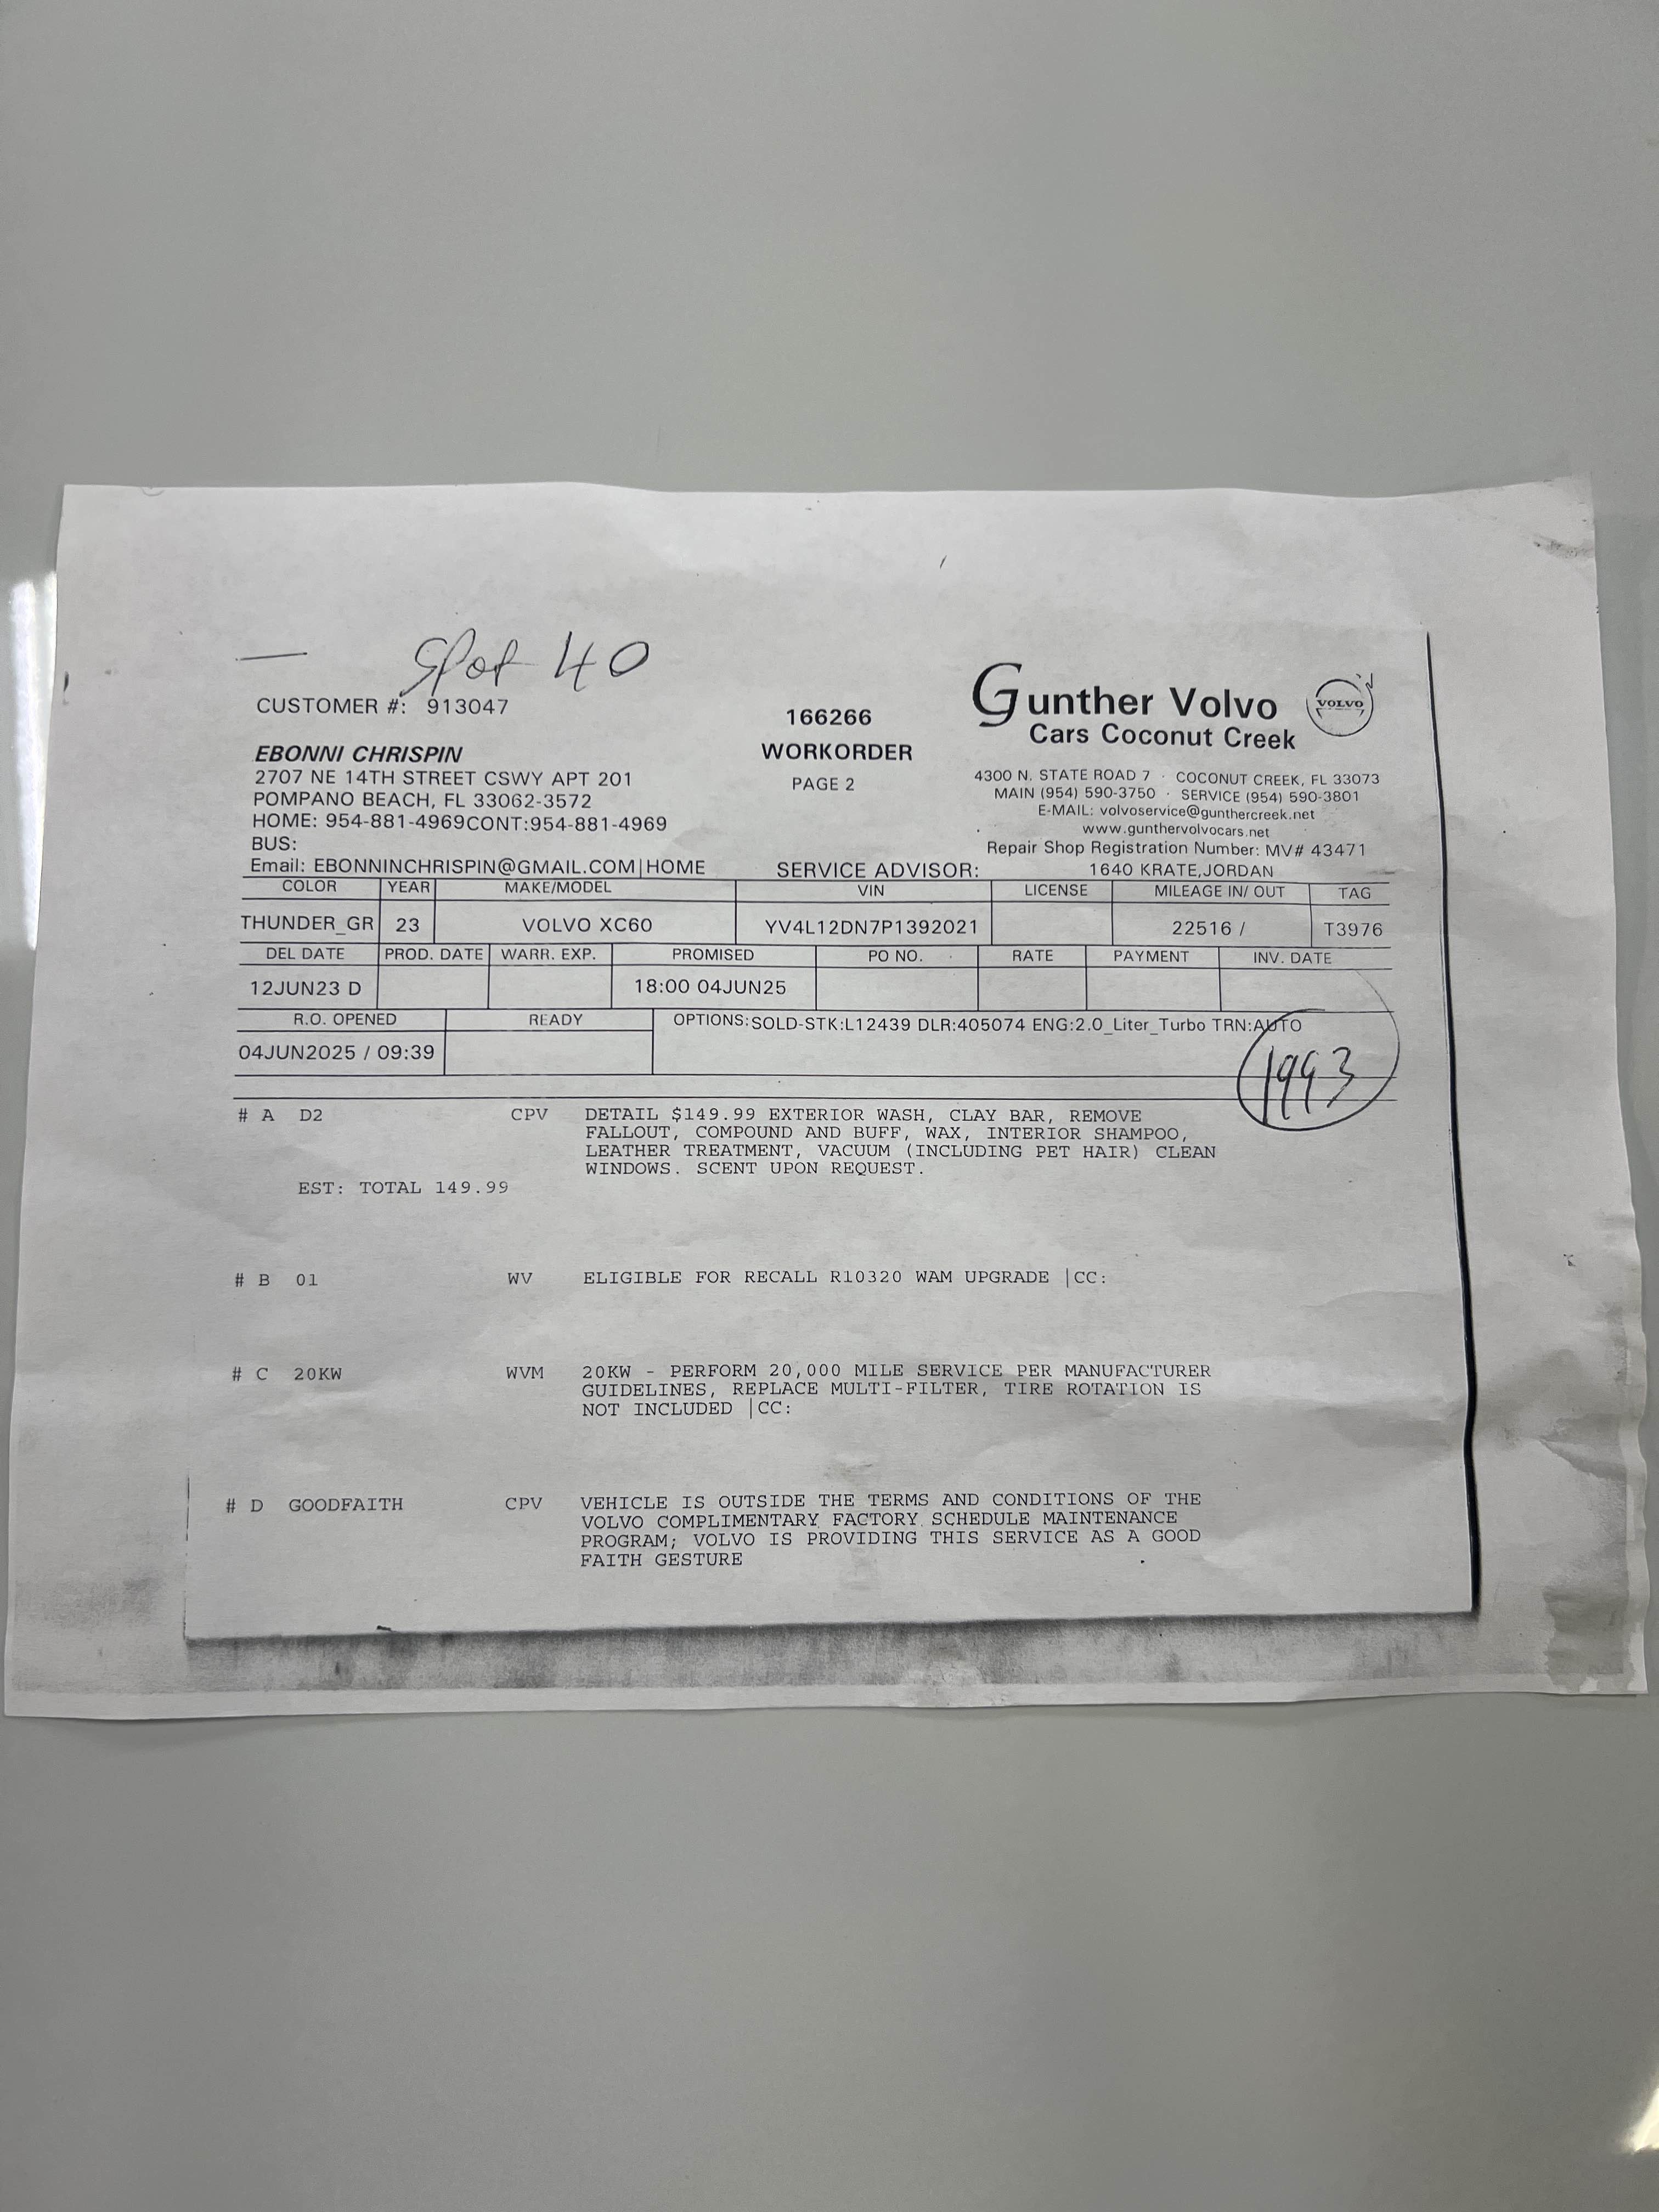 Spot 40
CUSTOMER #: 913047
EBONNI CHRISPIN
2707 NE 14TH STREET CSWY APT 201
POMPANO BEACH, FL 33062-3572
HOME: 954-881-4969CONT:954-881-4969
BUS:
Email: EBONNINCHRISPIN@GMAIL.COM|HOME
166266
WORKORDER
PAGE 2
Gunther Volvo
Cars Coconut Creek
VOLVO
4300 N. STATE ROAD 7 · COCONUT CREEK, FL 33073
MAIN (954) 590-3750 · SERVICE (954) 590-3801
E-MAIL: volvoservice@gunthercreek.net
www.gunthervolvocars.net
Repair Shop Registration Number: MV# 43471
SERVICE ADVISOR: 1640 KRATE,JORDAN
COLOR YEAR MAKE/MODEL VIN LICENSE MILEAGE IN/ OUT TAG
THUNDER_GR 23 VOLVO XC60 YV4L12DN7P1392021 22516 / T3976
DEL DATE PROD. DATE WARR. EXP. PROMISED PO NO. RATE PAYMENT INV. DATE
12JUN23 D 18:00 04JUN25
R.O. OPENED READY OPTIONS:SOLD-STK:L12439 DLR:405074 ENG:2.0_Liter_Turbo TRN:AUTO
04JUN2025 / 09:39
1993
# A D2 CPV DETAIL $149.99 EXTERIOR WASH, CLAY BAR, REMOVE
FALLOUT, COMPOUND AND BUFF, WAX, INTERIOR SHAMPOO,
LEATHER TREATMENT, VACUUM (INCLUDING PET HAIR) CLEAN
WINDOWS. SCENT UPON REQUEST.
EST: TOTAL 149.99
# B 01 WV ELIGIBLE FOR RECALL R10320 WAM UPGRADE |CC:
# C 20KW WVM 20KW - PERFORM 20,000 MILE SERVICE PER MANUFACTURER
GUIDELINES, REPLACE MULTI-FILTER, TIRE ROTATION IS
NOT INCLUDED |CC:
# D GOODFAITH CPV VEHICLE IS OUTSIDE THE TERMS AND CONDITIONS OF THE
VOLVO COMPLIMENTARY FACTORY SCHEDULE MAINTENANCE
PROGRAM; VOLVO IS PROVIDING THIS SERVICE AS A GOOD
FAITH GESTURE